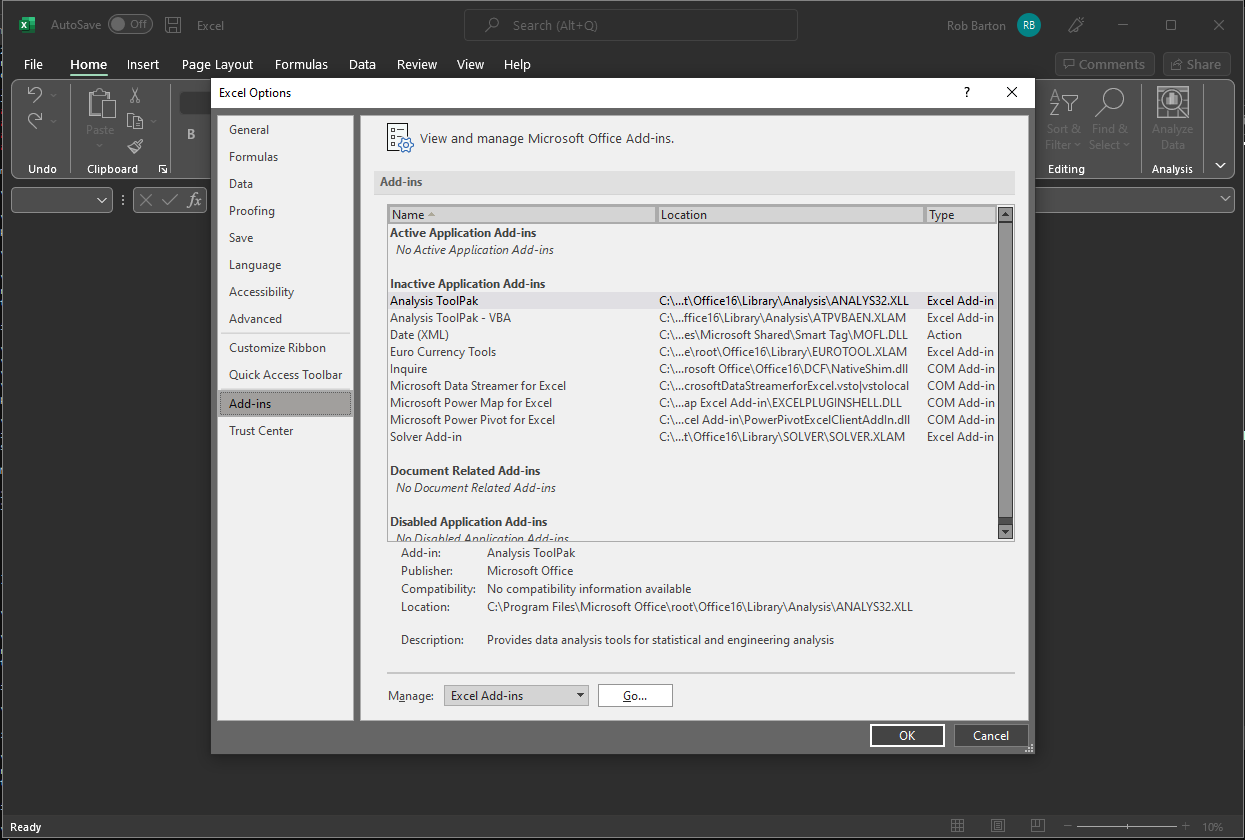 AutoSave Off Excel Search (Alt+Q) Rob Barton RB
File Home Insert Page Layout Formulas Data Review View Help Comments Share
Excel Options ?
Paste
B
Undo Clipboard
Sort & Filter Find & Select Analyze Data
Editing Analysis
fx
General
Formulas
Data
Proofing
Save
Language
Accessibility
Advanced
Customize Ribbon
Quick Access Toolbar
Add-ins
Trust Center
View and manage Microsoft Office Add-ins.
Add-ins
Name Location Type
Active Application Add-ins
No Active Application Add-ins
Inactive Application Add-ins
Analysis ToolPak C:\...t\Office16\Library\Analysis\ANALYS32.XLL Excel Add-in
Analysis ToolPak - VBA C:\...ffice16\Library\Analysis\ATPVBAEN.XLAM Excel Add-in
Date (XML) C:\...es\Microsoft Shared\Smart Tag\MOFL.DLL Action
Euro Currency Tools C:\...e\root\Office16\Library\EUROTOOL.XLAM Excel Add-in
Inquire C:\...rosoft Office\Office16\DCF\NativeShim.dll COM Add-in
Microsoft Data Streamer for Excel C:\...crosoftDataStreamerforExcel.vsto|vstolocal COM Add-in
Microsoft Power Map for Excel C:\...ap Excel Add-in\EXCELPLUGINSHELL.DLL COM Add-in
Microsoft Power Pivot for Excel C:\...cel Add-in\PowerPivotExcelClientAddIn.dll COM Add-in
Solver Add-in C:\...t\Office16\Library\SOLVER\SOLVER.XLAM Excel Add-in
Document Related Add-ins
No Document Related Add-ins
Disabled Application Add-ins
No Disabled Application Add-ins
Add-in: Analysis ToolPak
Publisher: Microsoft Office
Compatibility: No compatibility information available
Location: C:\Program Files\Microsoft Office\root\Office16\Library\Analysis\ANALYS32.XLL
Description: Provides data analysis tools for statistical and engineering analysis
Manage: Excel Add-ins Go...
OK Cancel
Ready 10%